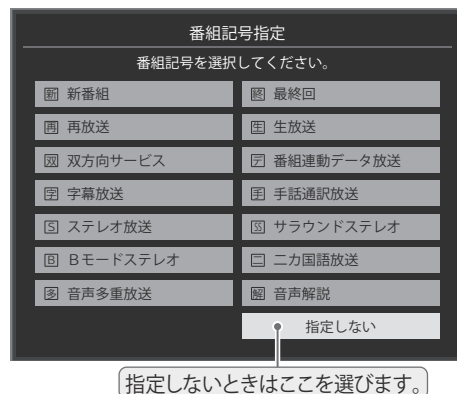 番組記号指定
番組記号を選択してください。
新 新番組
終 最終回
再 再放送
生 生放送
双 双方向サービス
デ 番組連動データ放送
字 字幕放送
手 手話通訳放送
S ステレオ放送
SS サラウンドステレオ
B Bモードステレオ
二 二カ国語放送
多 音声多重放送
解 音声解説
指定しない
指定しないときはここを選びます。